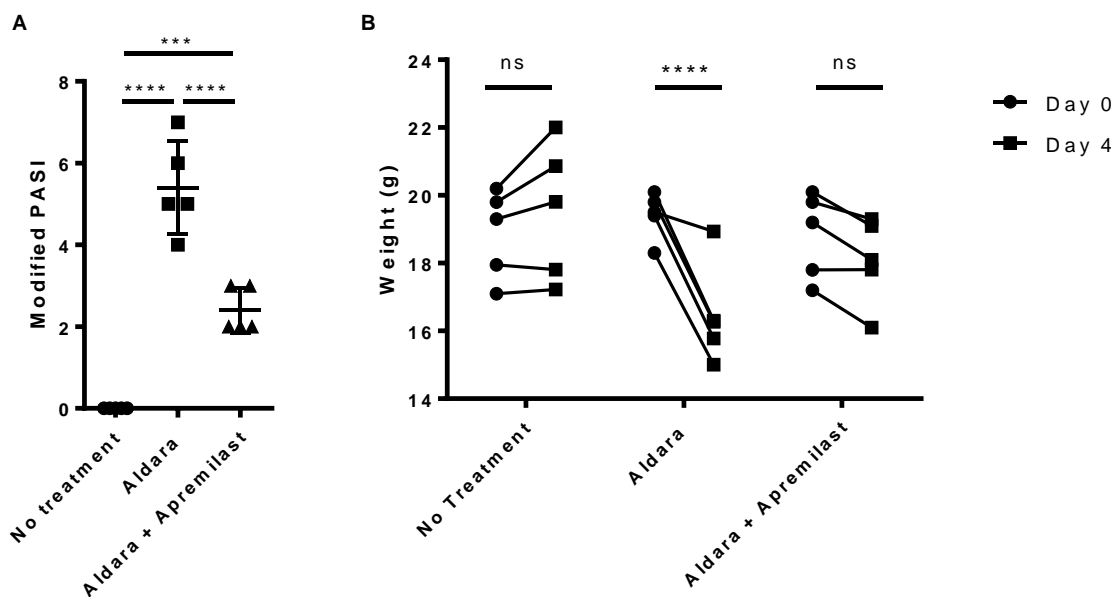 A
***
**** ****
8
6
4
2
0
Modified PASI
No treatment
Aldara
Aldara + Apremilast
B
24
22
20
18
16
14
Weight (g)
ns
****
ns
No Treatment
Aldara
Aldara + Apremilast
Day 0
Day 4